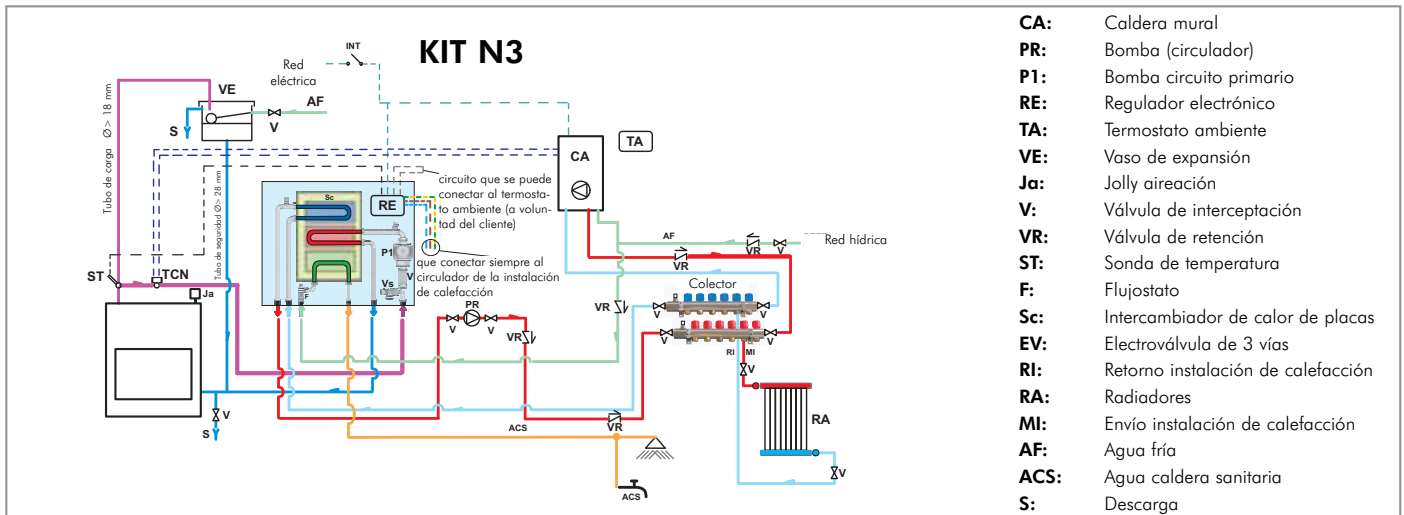 KIT N3
INT
Red
eléctrica
VE
AF
S
V
Tubo de carga Ø> 18 mm
Tubo de seguridad Ø> 28 mm
CA
TA
circuito que se puede
conectar al termosta-
to ambiente (a volun-
tad del cliente)
Sc
RE
P1
V
Vs
F
que conectar siempre al
circulador de la instalación
de calefacción
ST
TCN
Ja
AF
VR
V
Red hídrica
VR
VR
Colector
V
V
V
V
PR
V
V
VR
RI
MI
V
RA
V
V
S
ACS
VR
ACS
CA: Caldera mural
PR: Bomba (circulador)
P1: Bomba circuito primario
RE: Regulador electrónico
TA: Termostato ambiente
VE: Vaso de expansión
Ja: Jolly aireación
V: Válvula de interceptación
VR: Válvula de retención
ST: Sonda de temperatura
F: Flujostato
Sc: Intercambiador de calor de placas
EV: Electroválvula de 3 vías
RI: Retorno instalación de calefacción
RA: Radiadores
MI: Envío instalación de calefacción
AF: Agua fría
ACS: Agua caldera sanitaria
S: Descarga